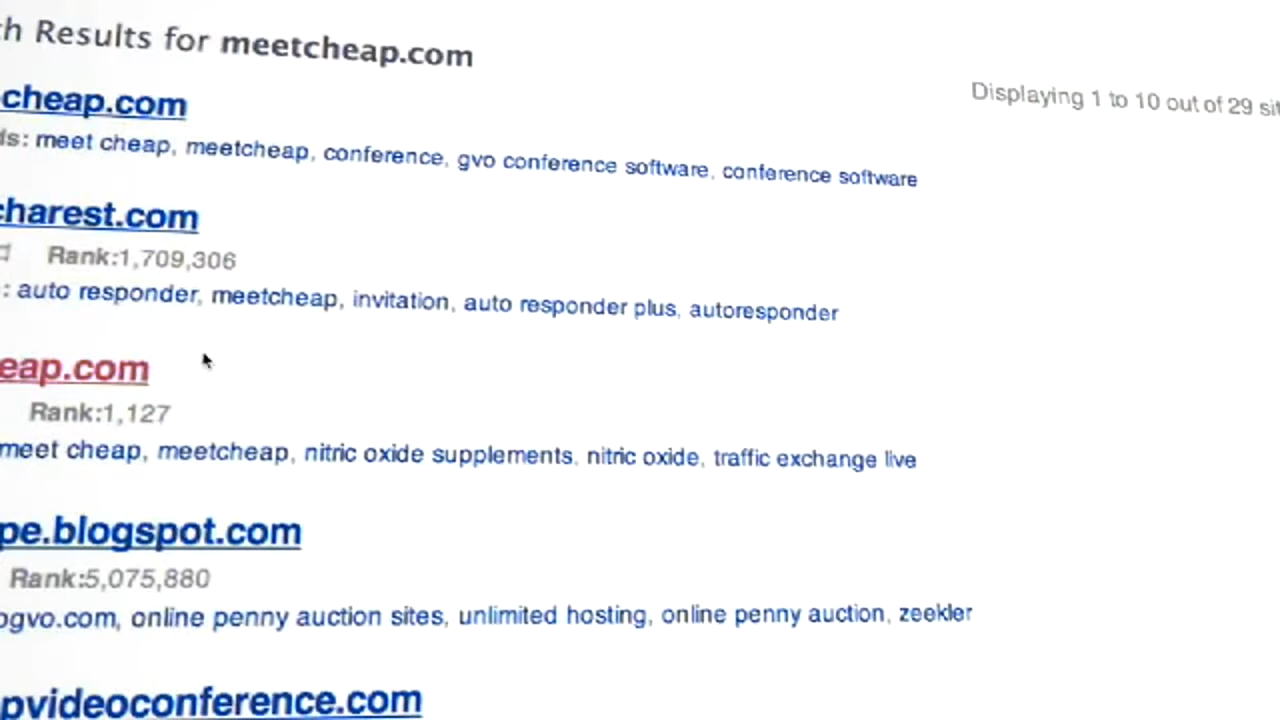 Results for meetcheap.com
Displaying 1 to 10 out of 29
cheap.com
meet cheap, meetcheap, conference, gvo conference software, conference software
charest.com
Rank:1,709,306
: auto responder, meetcheap, invitation, auto responder plus, autoresponder
eap.com
Rank:1,127
meet cheap, meetcheap, nitric oxide supplements, nitric oxide, traffic exchange live
pe.blogspot.com
Rank:5,075,880
ogvo.com, online penny auction sites, unlimited hosting, online penny auction, zeekler
pvideoconference.com